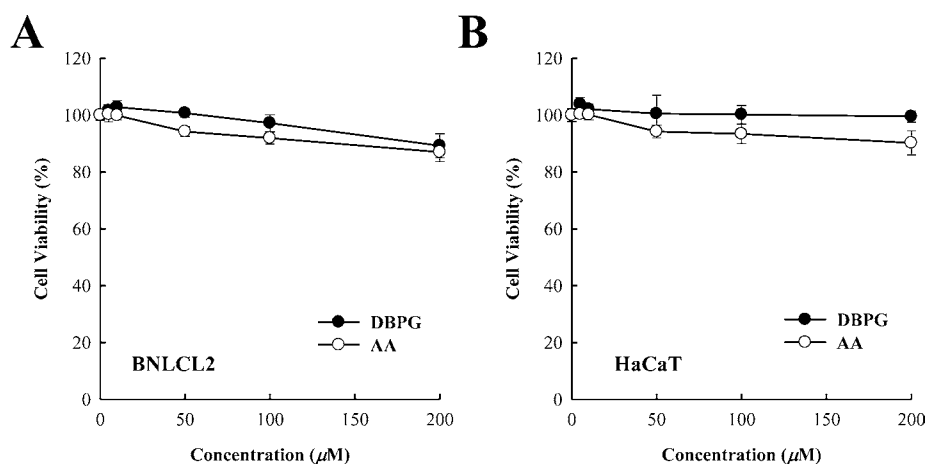 A
120
100
80
60
40
20
0
Cell Viability (%)
DBPG
AA
BNLCL2
0 50 100 150 200
Concentration (μM)
B
120
100
80
60
40
20
0
Cell Viability (%)
DBPG
AA
HaCaT
0 50 100 150 200
Concentration (μM)